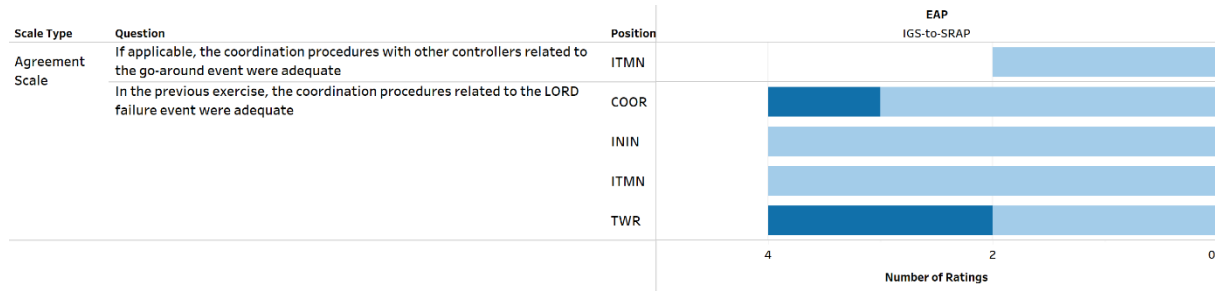 EAP
Scale Type Question Position IGS-to-SRAP
Agreement Scale
If applicable, the coordination procedures with other controllers related to
the go-around event were adequate
ITMN
In the previous exercise, the coordination procedures related to the LORD
failure event were adequate
COOR
ININ
ITMN
TWR
4 2 0
Number of Ratings